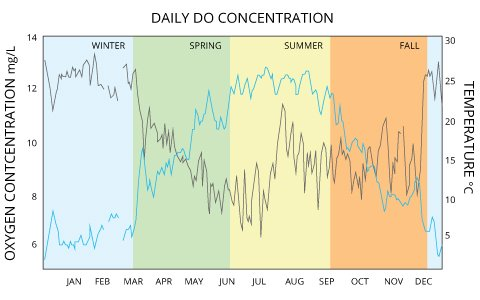 DAILY DO CONCENTRATION
WINTER SPRING SUMMER FALL
OXYGEN CONTCENTRATION mg/L
14
12
10
8
6
30
25
20
15
10
5
TEMPERATURE °C
JAN FEB MAR APR MAY JUN JUL AUG SEP OCT NOV DEC